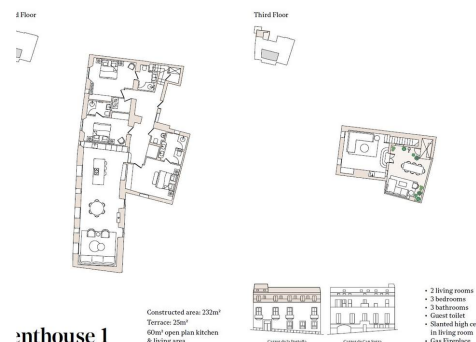 d Floor
Third Floor
enthouse 1
Constructed area: 232m²
Terrace: 25m²
60m² open plan kitchen
& living area
• 2 living rooms
• 3 bedrooms
• 3 bathrooms
• Guest toilet
• Slanted high ce
in living room
• Gas Fireplace